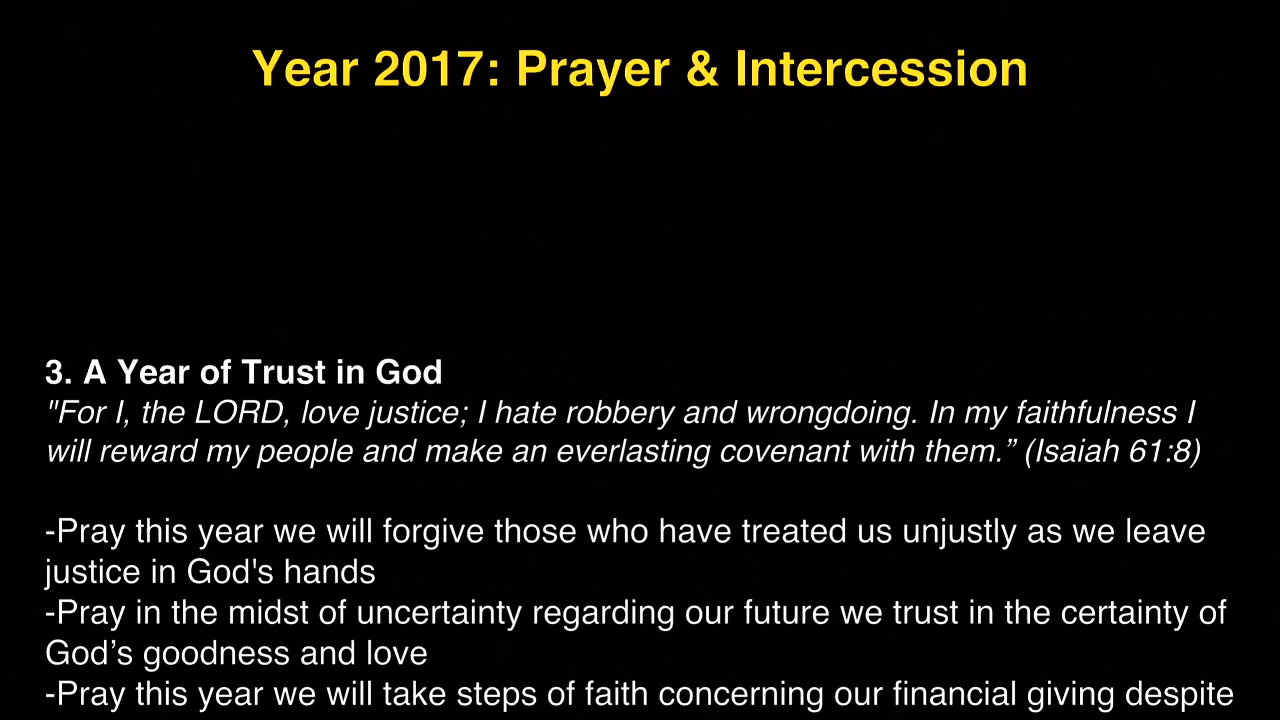 Year 2017: Prayer & Intercession
3. A Year of Trust in God
"For I, the LORD, love justice; I hate robbery and wrongdoing. In my faithfulness I
will reward my people and make an everlasting covenant with them.” (Isaiah 61:8)
-Pray this year we will forgive those who have treated us unjustly as we leave
justice in God's hands
-Pray in the midst of uncertainty regarding our future we trust in the certainty of
God’s goodness and love
-Pray this year we will take steps of faith concerning our financial giving despite